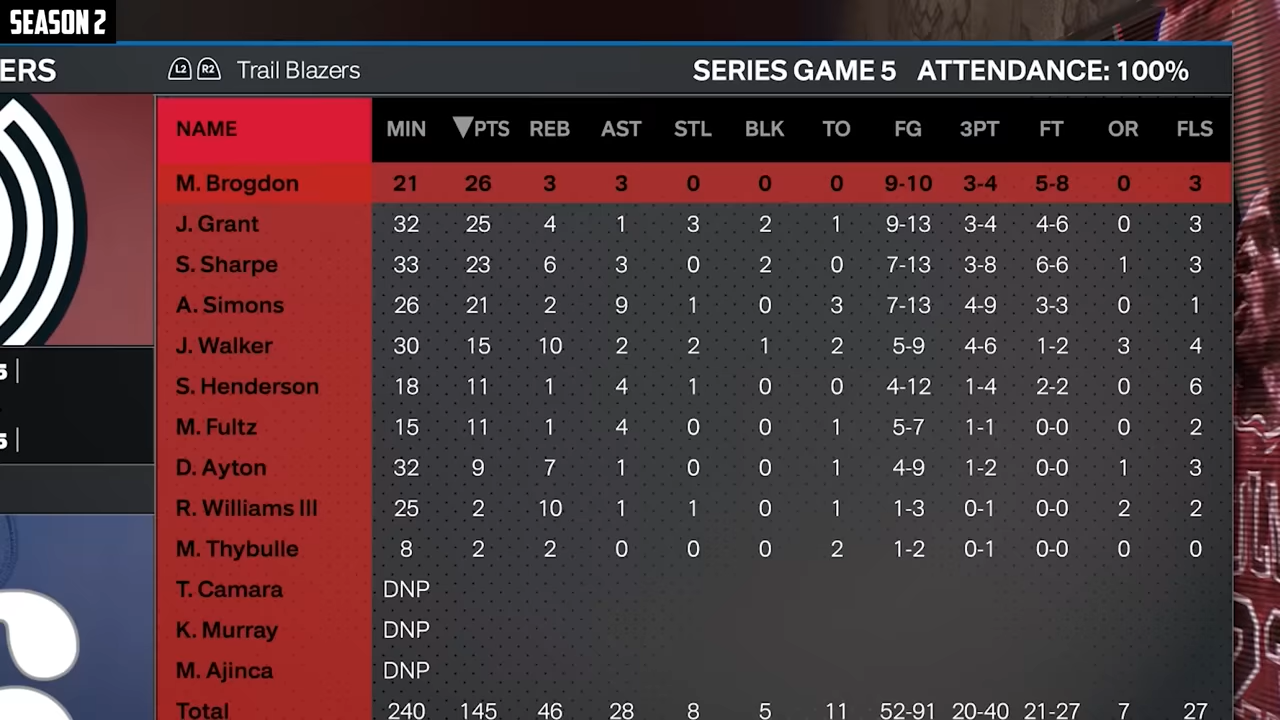 SEASON 2
ERS
L2 R2 Trail Blazers SERIES GAME 5 ATTENDANCE: 100%
NAME MIN PTS REB AST STL BLK TO FG 3PT FT OR FLS
M. Brogdon 21 26 3 3 0 0 0 9-10 3-4 5-8 0 3
J. Grant 32 25 4 1 3 2 1 9-13 3-4 4-6 0 3
S. Sharpe 33 23 6 3 0 2 0 7-13 3-8 6-6 1 3
A. Simons 26 21 2 9 1 0 3 7-13 4-9 3-3 0 1
J. Walker 30 15 10 2 2 1 2 5-9 4-6 1-2 3 4
S. Henderson 18 11 1 4 1 0 0 4-12 1-4 2-2 0 6
M. Fultz 15 11 1 4 0 0 1 5-7 1-1 0-0 0 2
D. Ayton 32 9 7 1 0 0 1 4-9 1-2 0-0 1 3
R. Williams III 25 2 10 1 1 0 1 1-3 0-1 0-0 2 2
M. Thybulle 8 2 2 0 0 0 2 1-2 0-1 0-0 0 0
T. Camara DNP
K. Murray DNP
M. Ajinca DNP
Total 240 145 46 28 8 5 11 52-91 20-40 21-27 7 27